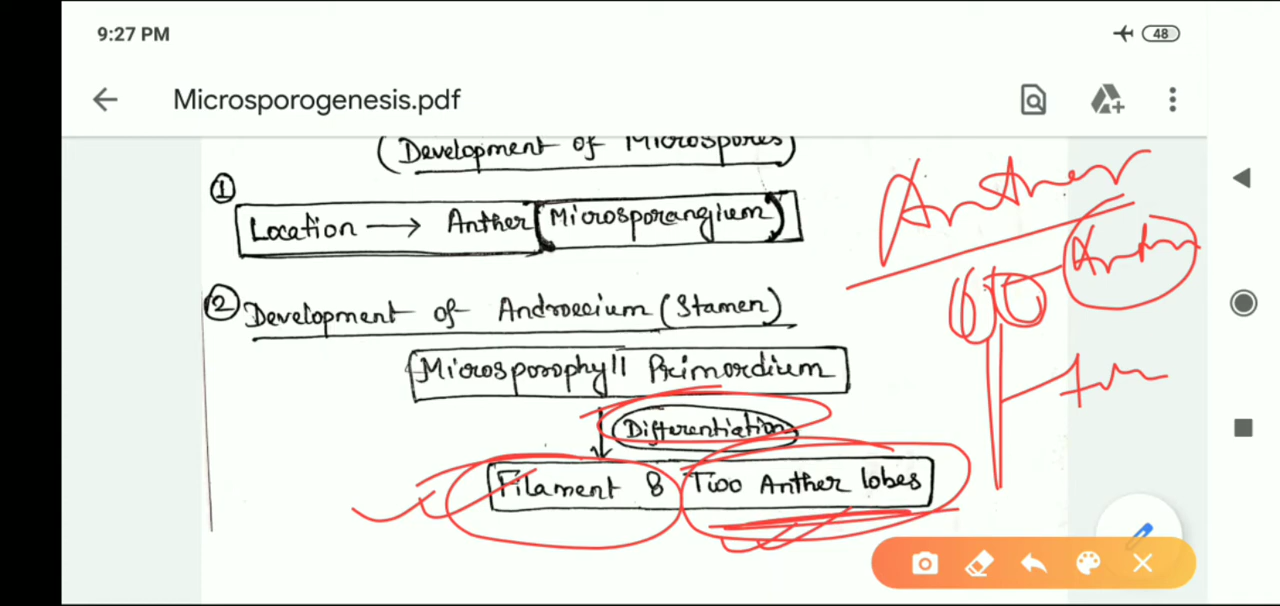 9:27 PM
48
Microsporogenesis.pdf
(Development of Microspores)
Anther
①
Location → Anther (Microsporangium)
② Development of Androecium (Stamen)
Microsporophyll Primordium
Differentiation
Filament & Two Anther lobes